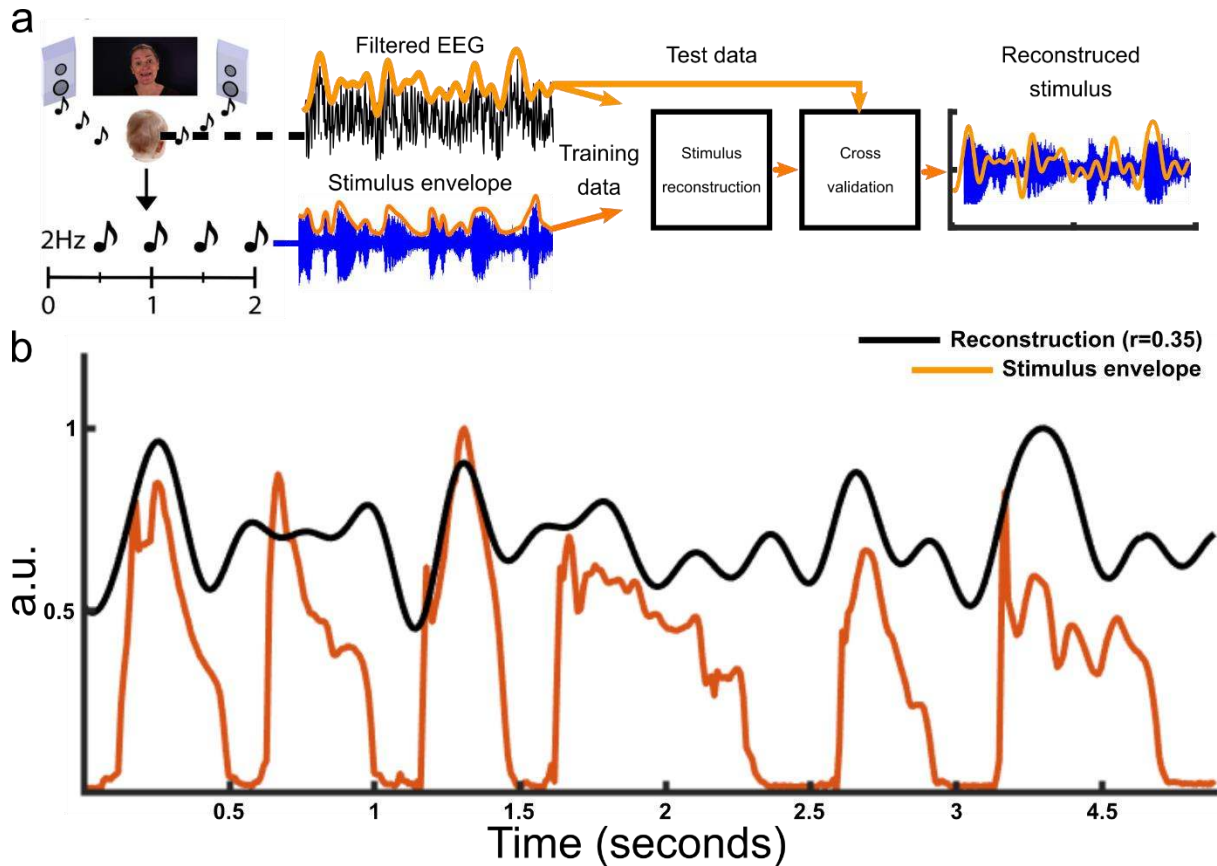 a
Filtered EEG
Test data
Reconstruced
stimulus
Training
data
Stimulus
reconstruction
Cross
validation
Stimulus envelope
2Hz
0 1 2
b
Reconstruction (r=0.35)
Stimulus envelope
1
0.5
a.u.
0.5 1 1.5 2 2.5 3 4.5
Time (seconds)